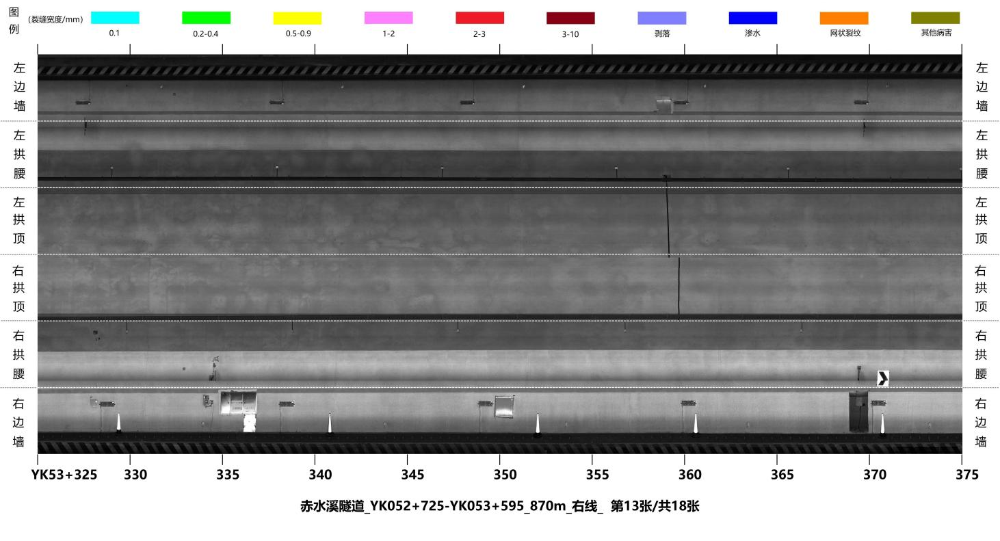 图例 (裂缝宽度/mm) 0.1 0.2-0.4 0.5-0.9 1-2 2-3 3-10 剥落 渗水 网状裂纹 其他病害
左边墙 左边墙
左拱腰 左拱腰
左拱顶 左拱顶
右拱顶 右拱顶
右拱腰 右拱腰
右边墙 右边墙
YK53+325 330 335 340 345 350 355 360 365 370 375
赤水溪隧道_YK052+725-YK053+595_870m_右线_ 第13张/共18张